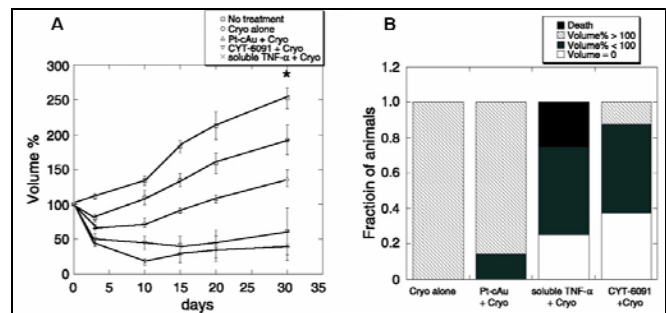 A
No treatment
Cryo alone
Pt-cAu + Cryo
CYT-6091 + Cryo
soluble TNF-α + Cryo
300
250
200
150
100
50
0
Volume %
★
0 5 10 15 20 25 30 35
days
B
Death
Volume% > 100
Volume% < 100
Volume = 0
1.2
1.0
0.8
0.6
0.4
0.2
0
Fractioin of animals
Cryo alone
Pt-cAu
+ Cryo
soluble TNF-α
+ Cryo
CYT-6091
+Cryo